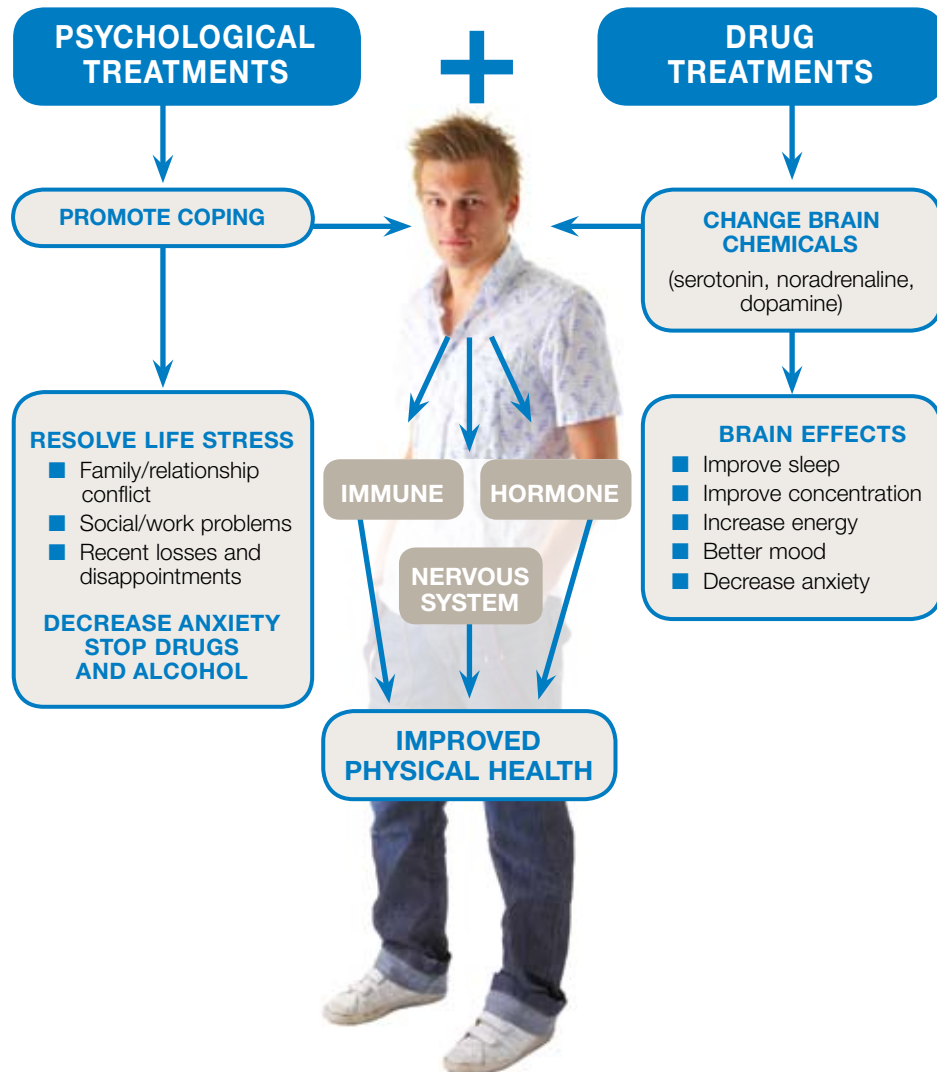 PSYCHOLOGICAL
TREATMENTS
+
DRUG
TREATMENTS
PROMOTE COPING
CHANGE BRAIN
CHEMICALS
(serotonin, noradrenaline,
dopamine)
RESOLVE LIFE STRESS
■ Family/relationship
conflict
■ Social/work problems
■ Recent losses and
disappointments
DECREASE ANXIETY
STOP DRUGS
AND ALCOHOL
IMMUNE
HORMONE
NERVOUS
SYSTEM
BRAIN EFFECTS
■ Improve sleep
■ Improve concentration
■ Increase energy
■ Better mood
■ Decrease anxiety
IMPROVED
PHYSICAL HEALTH